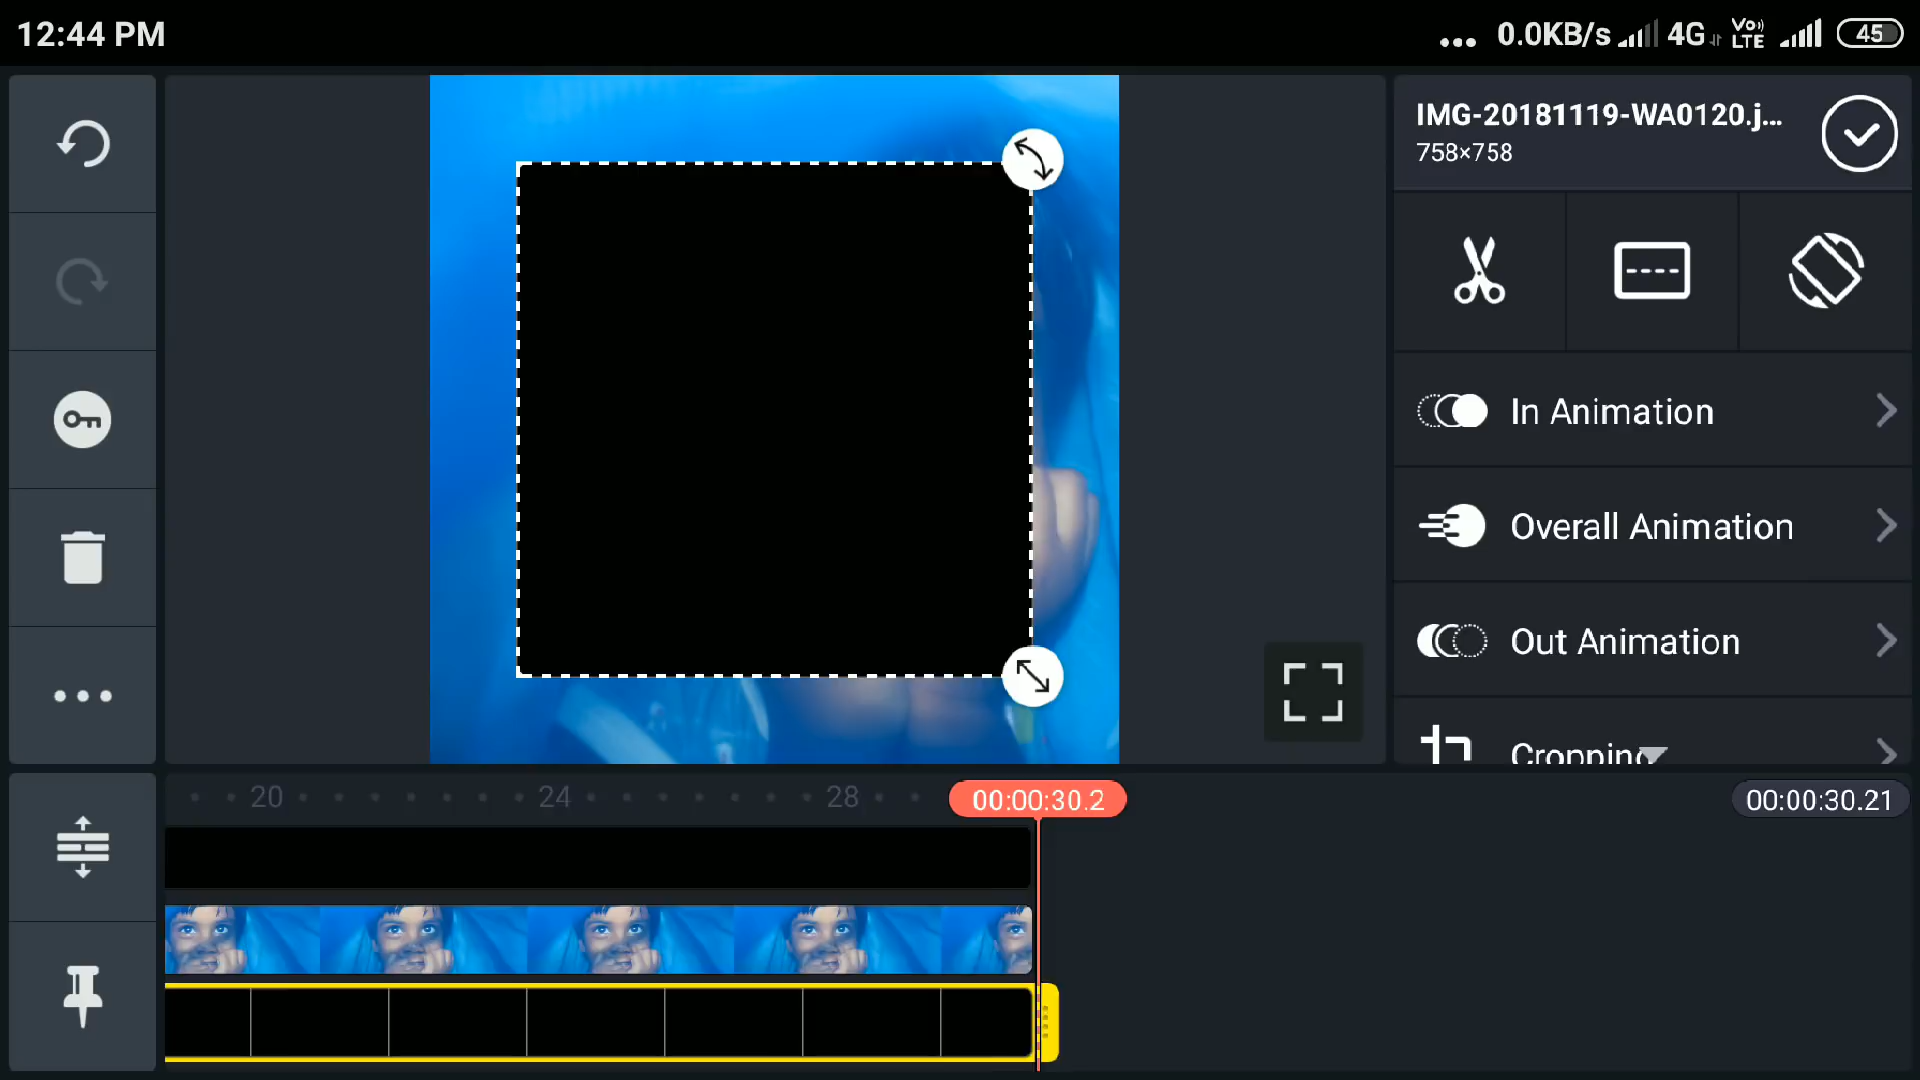 12:44 PM
... 0.0KB/s 4G Vo) LTE 45
IMG-20181119-WA0120.j...
758×758
In Animation
Overall Animation
Out Animation
Cropping
20 24 28 00:00:30.2 00:00:30.21